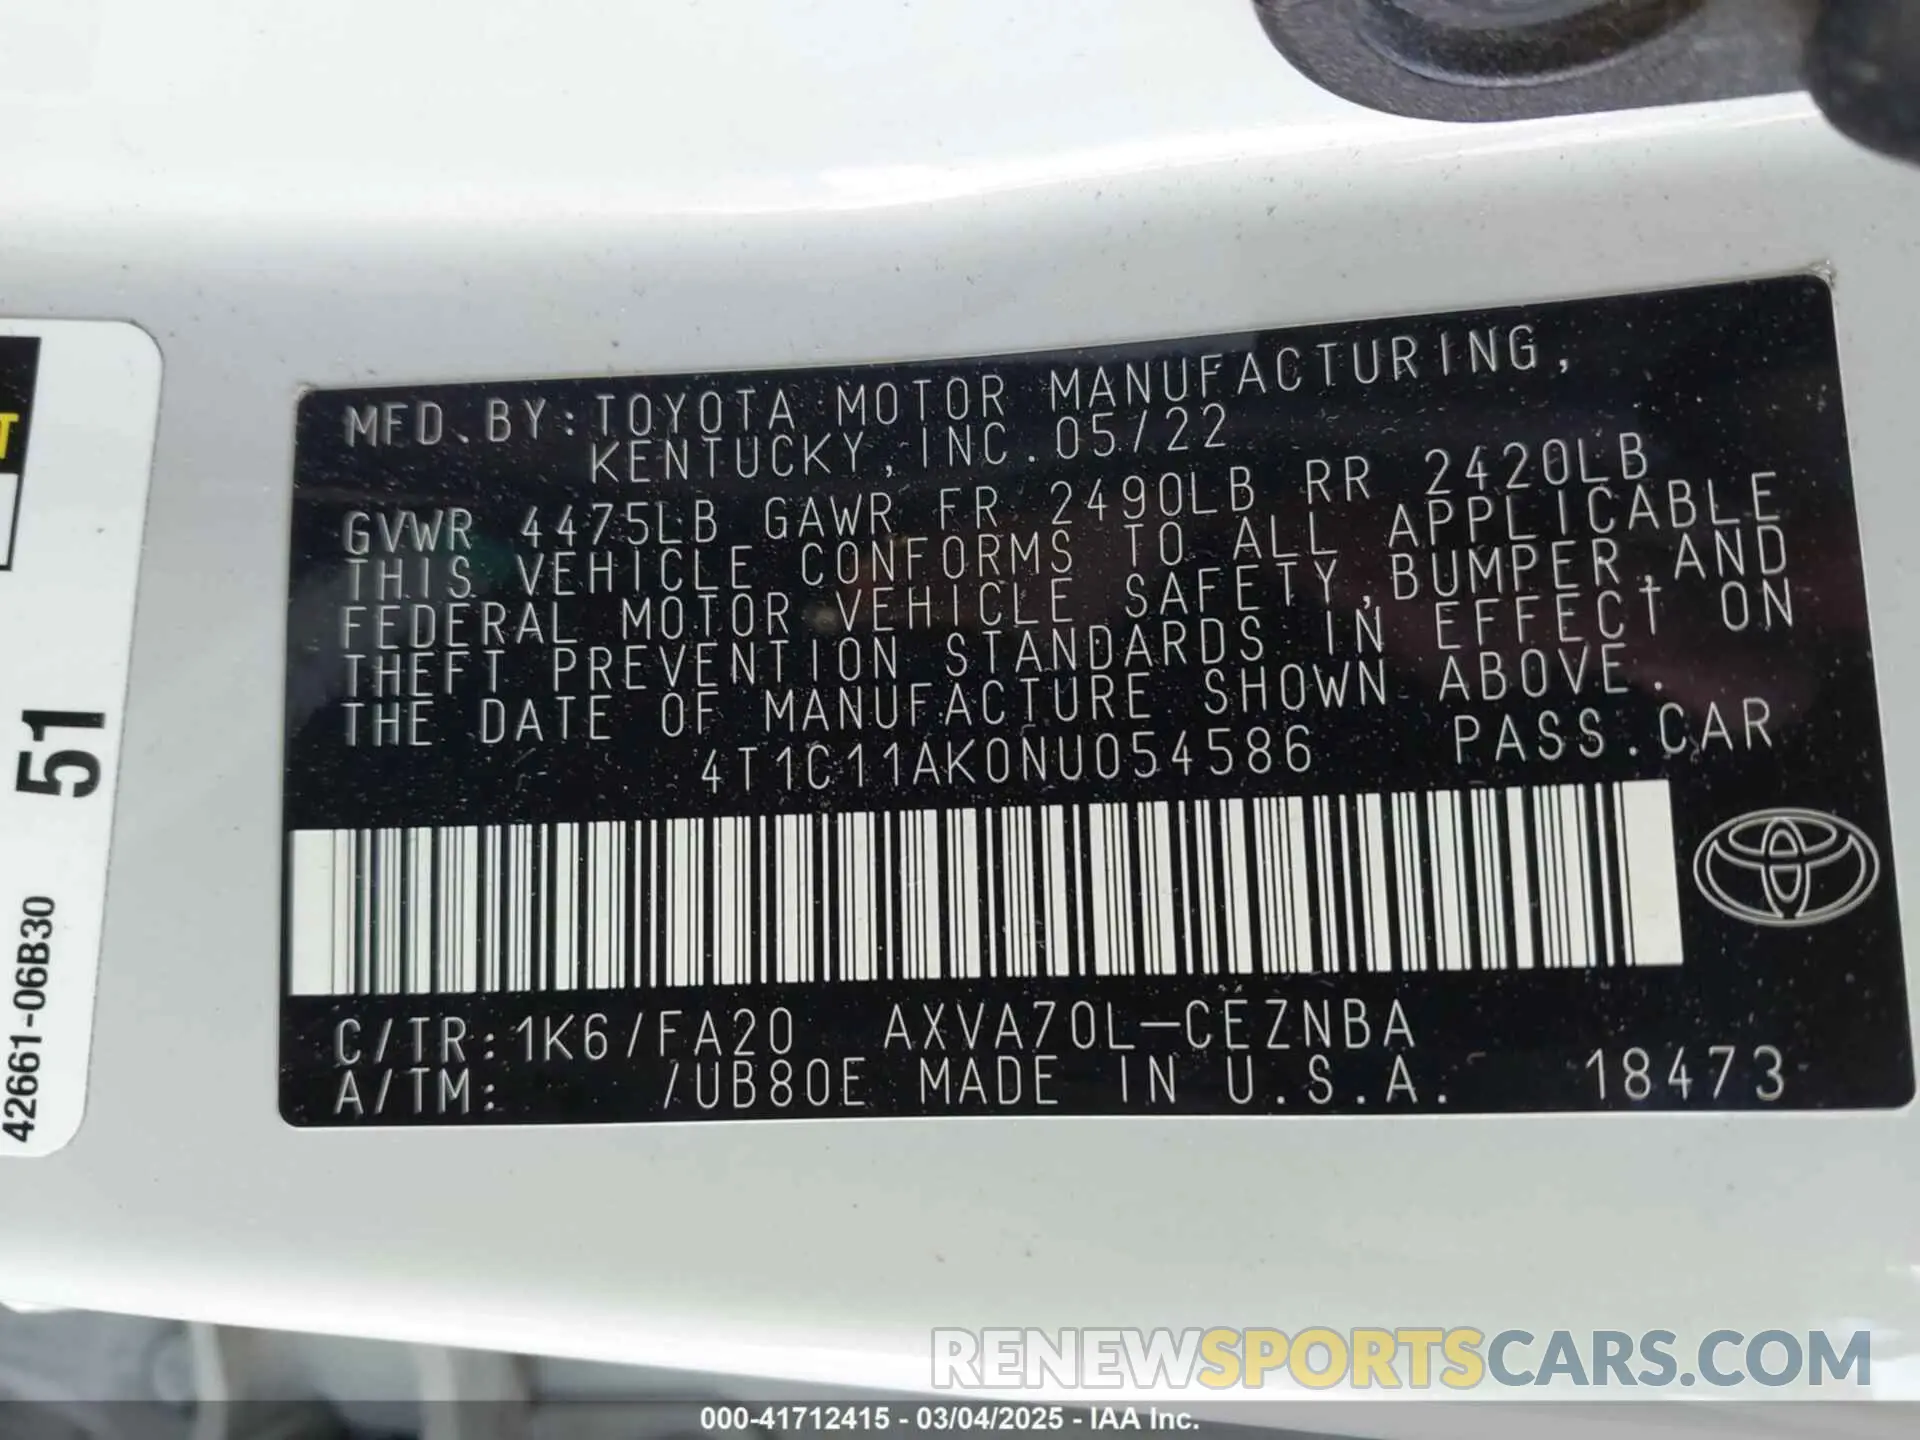 MFD.BY:TOYOTA MOTOR MANUFACTURING,
KENTUCKY,INC.05/22
GVWR 4475LB GAWR FR 2490LB RR 2420LB
THIS VEHICLE CONFORMS TO ALL APPLICABLE
FEDERAL MOTOR VEHICLE SAFETY,BUMPER,AND
THEFT PREVENTION STANDARDS IN EFFECT ON
THE DATE OF MANUFACTURE SHOWN ABOVE.
4T1C11AK0NU054586 PASS.CAR
C/TR:1K6/FA20 AXVA70L-CEZNBA
A/TM: /UB80E MADE IN U.S.A. 18473
T
51
42661-06B30
RENEWSPORTSCARS.COM
000-41712415 - 03/04/2025 - IAA Inc.